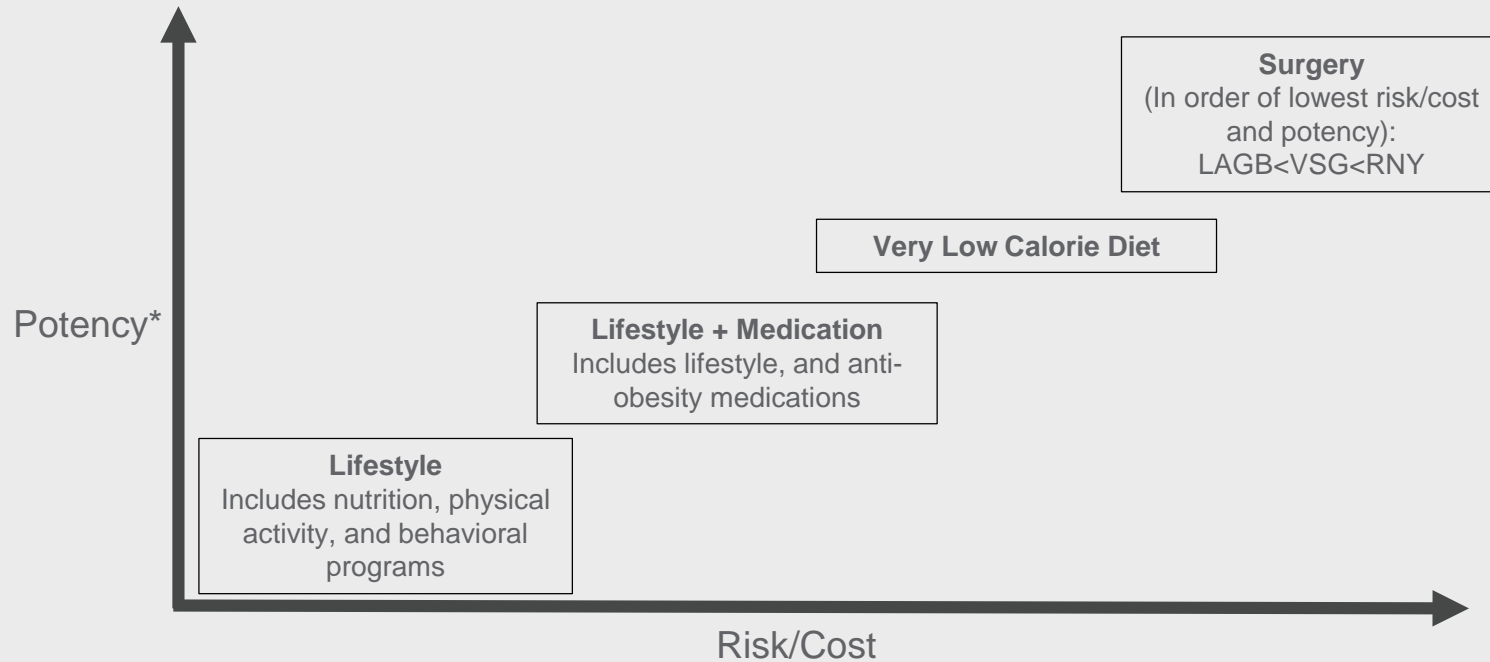 Surgery
(In order of lowest risk/cost
and potency):
LAGB<VSG<RNY
Very Low Calorie Diet
Potency*
Lifestyle + Medication
Includes lifestyle, and anti-
obesity medications
Lifestyle
Includes nutrition, physical
activity, and behavioral
programs
Risk/Cost